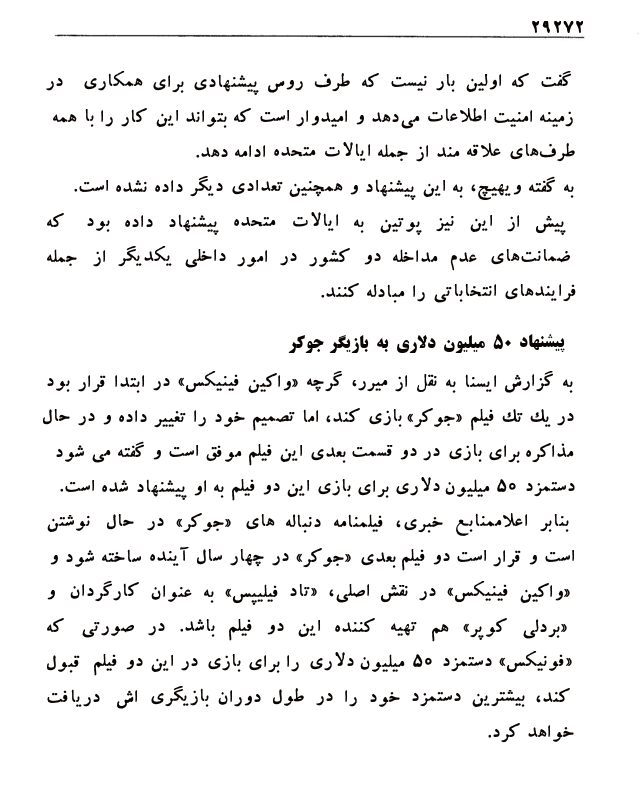 ۲۹۲۷۲
گفت که اولین بار نیست که طرف روس پیشنهادی برای همکاری در
زمینه امنیت اطلاعات می‌دهد و امیدوار است که بتواند این کار را با همه
طرف‌های علاقه مند از جمله ایالات متحده ادامه دهد.
به گفته ویهیچ، به این پیشنهاد و همچنین تعدادی دیگر داده نشده است.
پیش از این نیز پوتین به ایالات متحده پیشنهاد داده بود که
ضمانت‌های عدم مداخله دو کشور در امور داخلی یکدیگر از جمله
فرایندهای انتخاباتی را مبادله کنند.
پیشنهاد ۵۰ میلیون دلاری به بازیگر جوکر
به گزارش ایسنا به نقل از میرر، گرچه «واکین فینیکس» در ابتدا قرار بود
در یك تك فیلم «جوکر» بازی کند، اما تصمیم خود را تغییر داده و در حال
مذاکره برای بازی در دو قسمت بعدی این فیلم موفق است و گفته می شود
دستمزد ۵۰ میلیون دلاری برای بازی این دو فیلم به او پیشنهاد شده است.
بنابر اعلاممنابع خبری، فیلمنامه دنباله های «جوکر» در حال نوشتن
است و قرار است دو فیلم بعدی «جوکر» در چهار سال آینده ساخته شود و
«واکین فینیکس» در نقش اصلی، «تاد فیلیپس» به عنوان کارگردان و
«بردلی کوپر» هم تهیه کننده این دو فیلم باشد. در صورتی که
«فونیکس» دستمزد ۵۰ میلیون دلاری را برای بازی در این دو فیلم قبول
کند، بیشترین دستمزد خود را در طول دوران بازیگری اش دریافت
خواهد کرد.